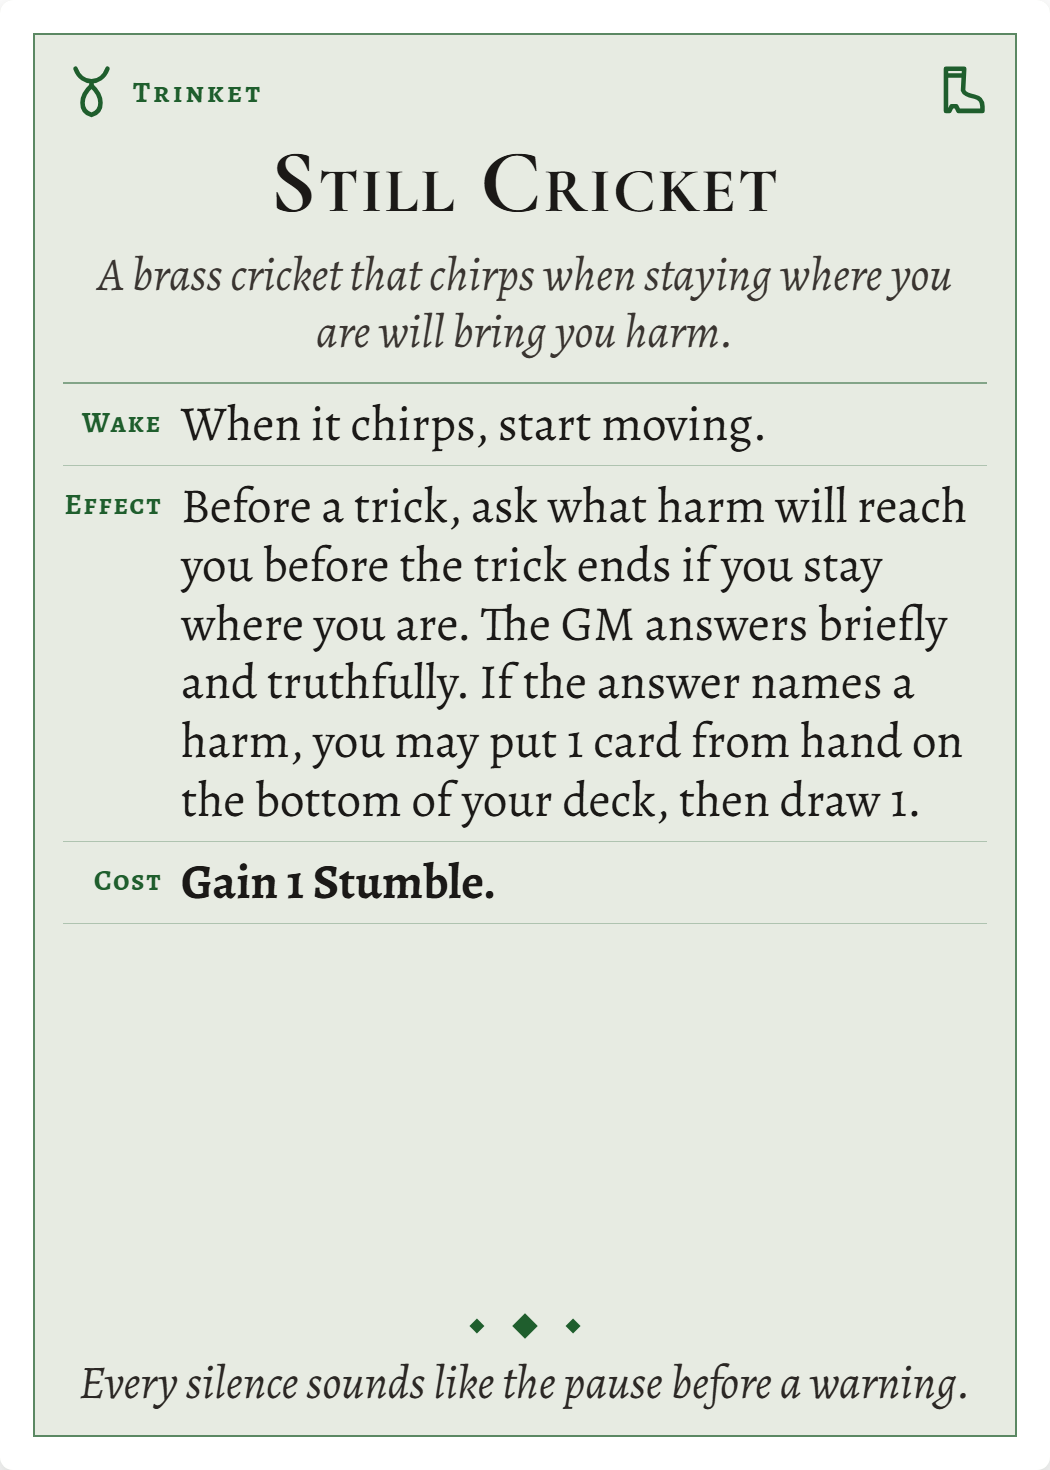 Trinket
Still Cricket
A brass cricket that chirps when staying where you
are will bring you harm.
Wake When it chirps, start moving.
Effect Before a trick, ask what harm will reach
you before the trick ends if you stay
where you are. The GM answers briefly
and truthfully. If the answer names a
harm, you may put 1 card from hand on
the bottom of your deck, then draw 1.
Cost Gain 1 Stumble.
Every silence sounds like the pause before a warning.